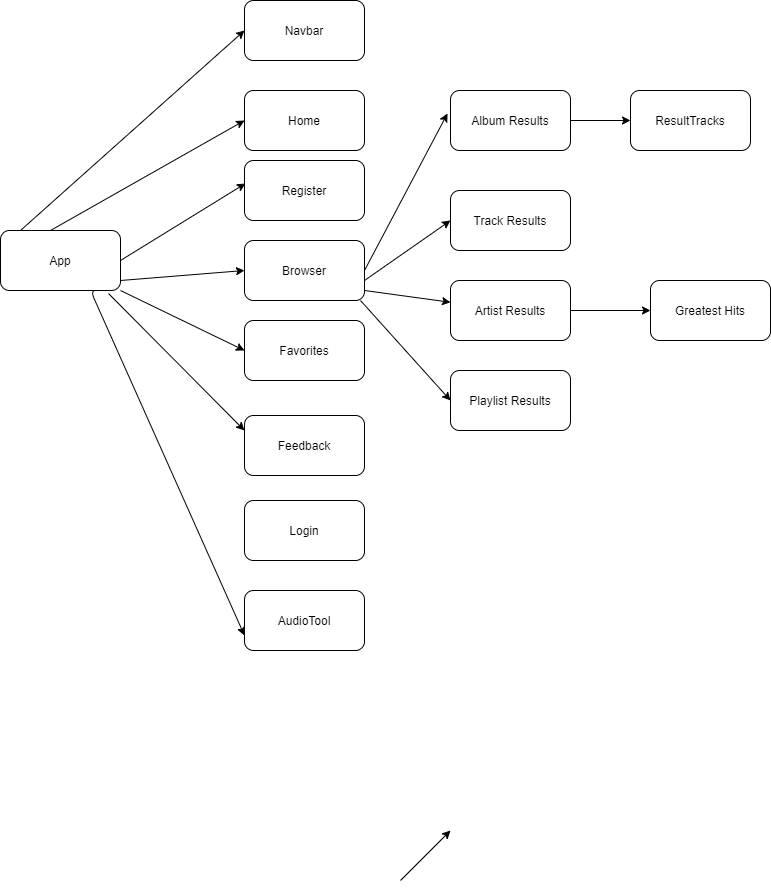 Navbar
Home
Album Results
ResultTracks
Register
Track Results
App
Browser
Artist Results
Greatest Hits
Favorites
Playlist Results
Feedback
Login
AudioTool